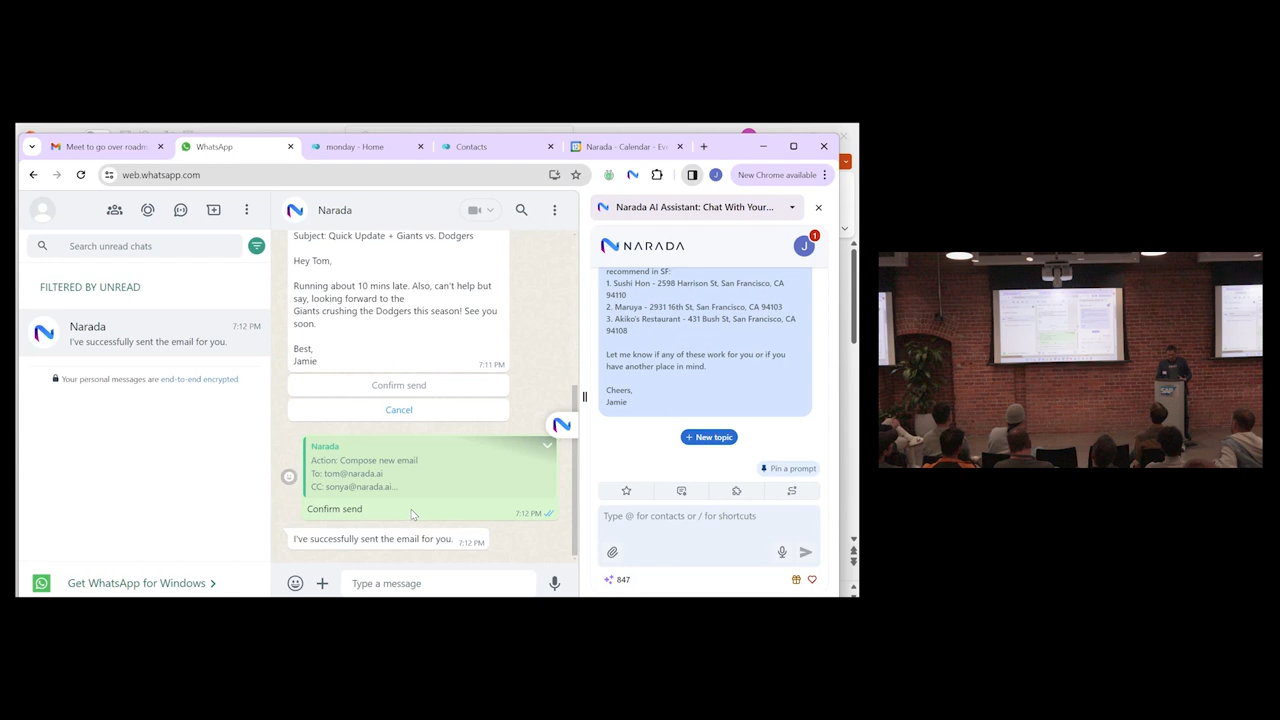 Meet to go over roadm
WhatsApp
monday - Home
Contacts
Narada - Calendar - Eve
web.whatsapp.com
J
New Chrome available
Narada
Narada AI Assistant: Chat With Your...
Search unread chats
FILTERED BY UNREAD
Narada
7:12 PM
I've successfully sent the email for you.
Your personal messages are end-to-end encrypted
Get WhatsApp for Windows
Subject: Quick Update + Giants vs. Dodgers
Hey Tom,
Running about 10 mins late. Also, can't help but
say, looking forward to the
Giants crushing the Dodgers this season! See you
soon.
Best,
Jamie
7:11 PM
Confirm send
Cancel
Narada
Action: Compose new email
To: tom@narada.ai
CC: sonya@narada.ai...
Confirm send
7:12 PM
I've successfully sent the email for you.
7:12 PM
Type a message
NARADA
J
1
recommend in SF:
1. Sushi Hon - 2598 Harrison St, San Francisco, CA
94110
2. Maruya - 2931 16th St, San Francisco, CA 94103
3. Akiko's Restaurant - 431 Bush St, San Francisco, CA
94108
Let me know if any of these work for you or if you
have another place in mind.
Cheers,
Jamie
+ New topic
Pin a prompt
Type @ for contacts or / for shortcuts
847
SAP